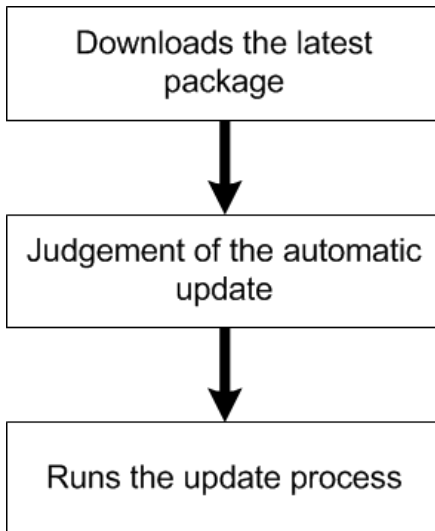 Downloads the latest
package
Judgement of the automatic
update
Runs the update process